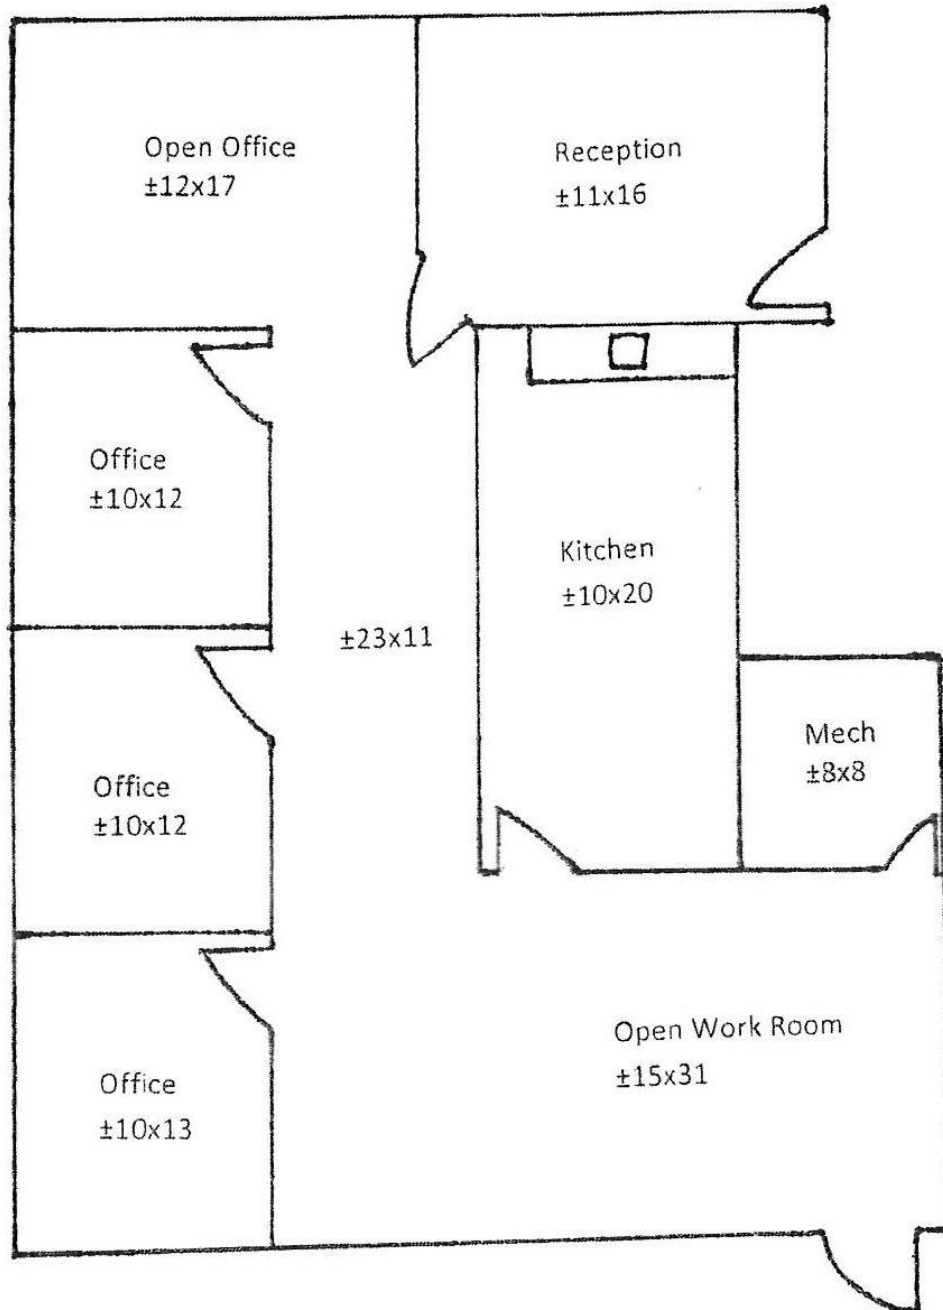 Open Office
±12x17
Reception
±11x16
Office
±10x12
Kitchen
±10x20
±23x11
Mech
±8x8
Office
±10x12
Open Work Room
±15x31
Office
±10x13